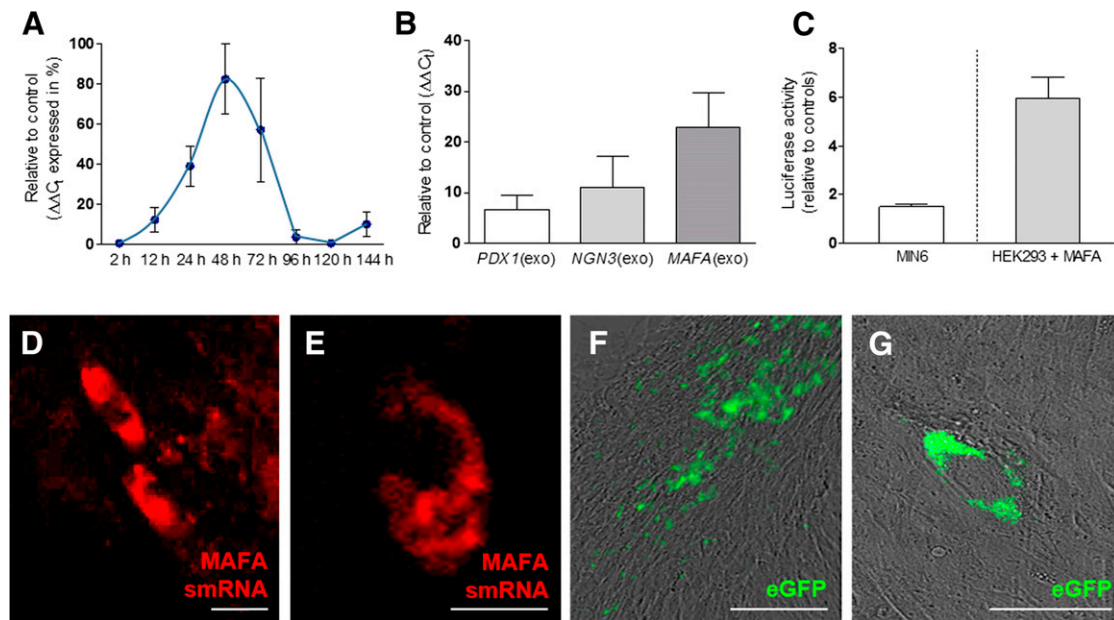 A
Relative to control
(ΔΔCt expressed in %)
100
80
60
40
20
0
2 h 12 h 24 h 48 h 72 h 96 h 120 h 144 h
B
Relative to control (ΔΔCt)
40
30
20
10
0
PDX1(exo) NGN3(exo) MAFA(exo)
C
Luciferase activity
(relative to controls)
8
6
4
2
0
MIN6 HEK293 + MAFA
D
MAFA
smRNA
E
MAFA
smRNA
F
eGFP
G
eGFP